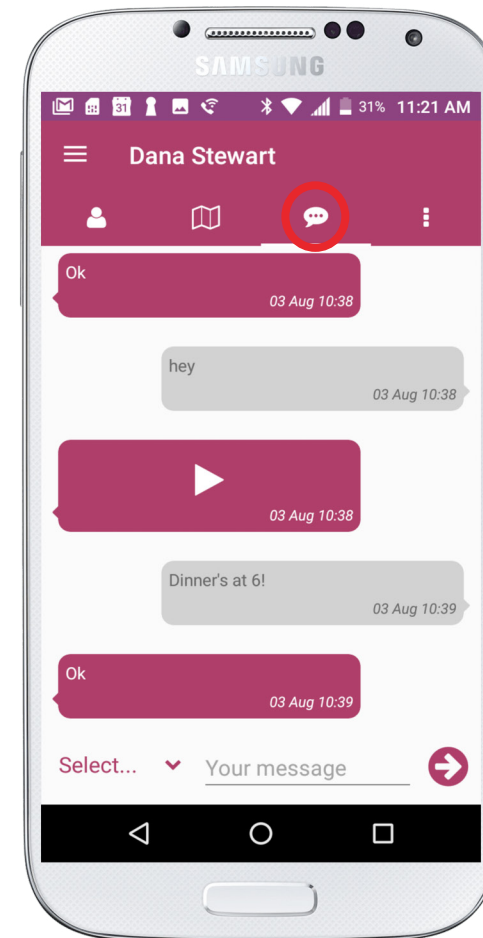 SAMSUNG
31 31% 11:21 AM
Dana Stewart
Ok
03 Aug 10:38
hey
03 Aug 10:38
03 Aug 10:38
Dinner's at 6!
03 Aug 10:39
Ok
03 Aug 10:39
Select... Your message